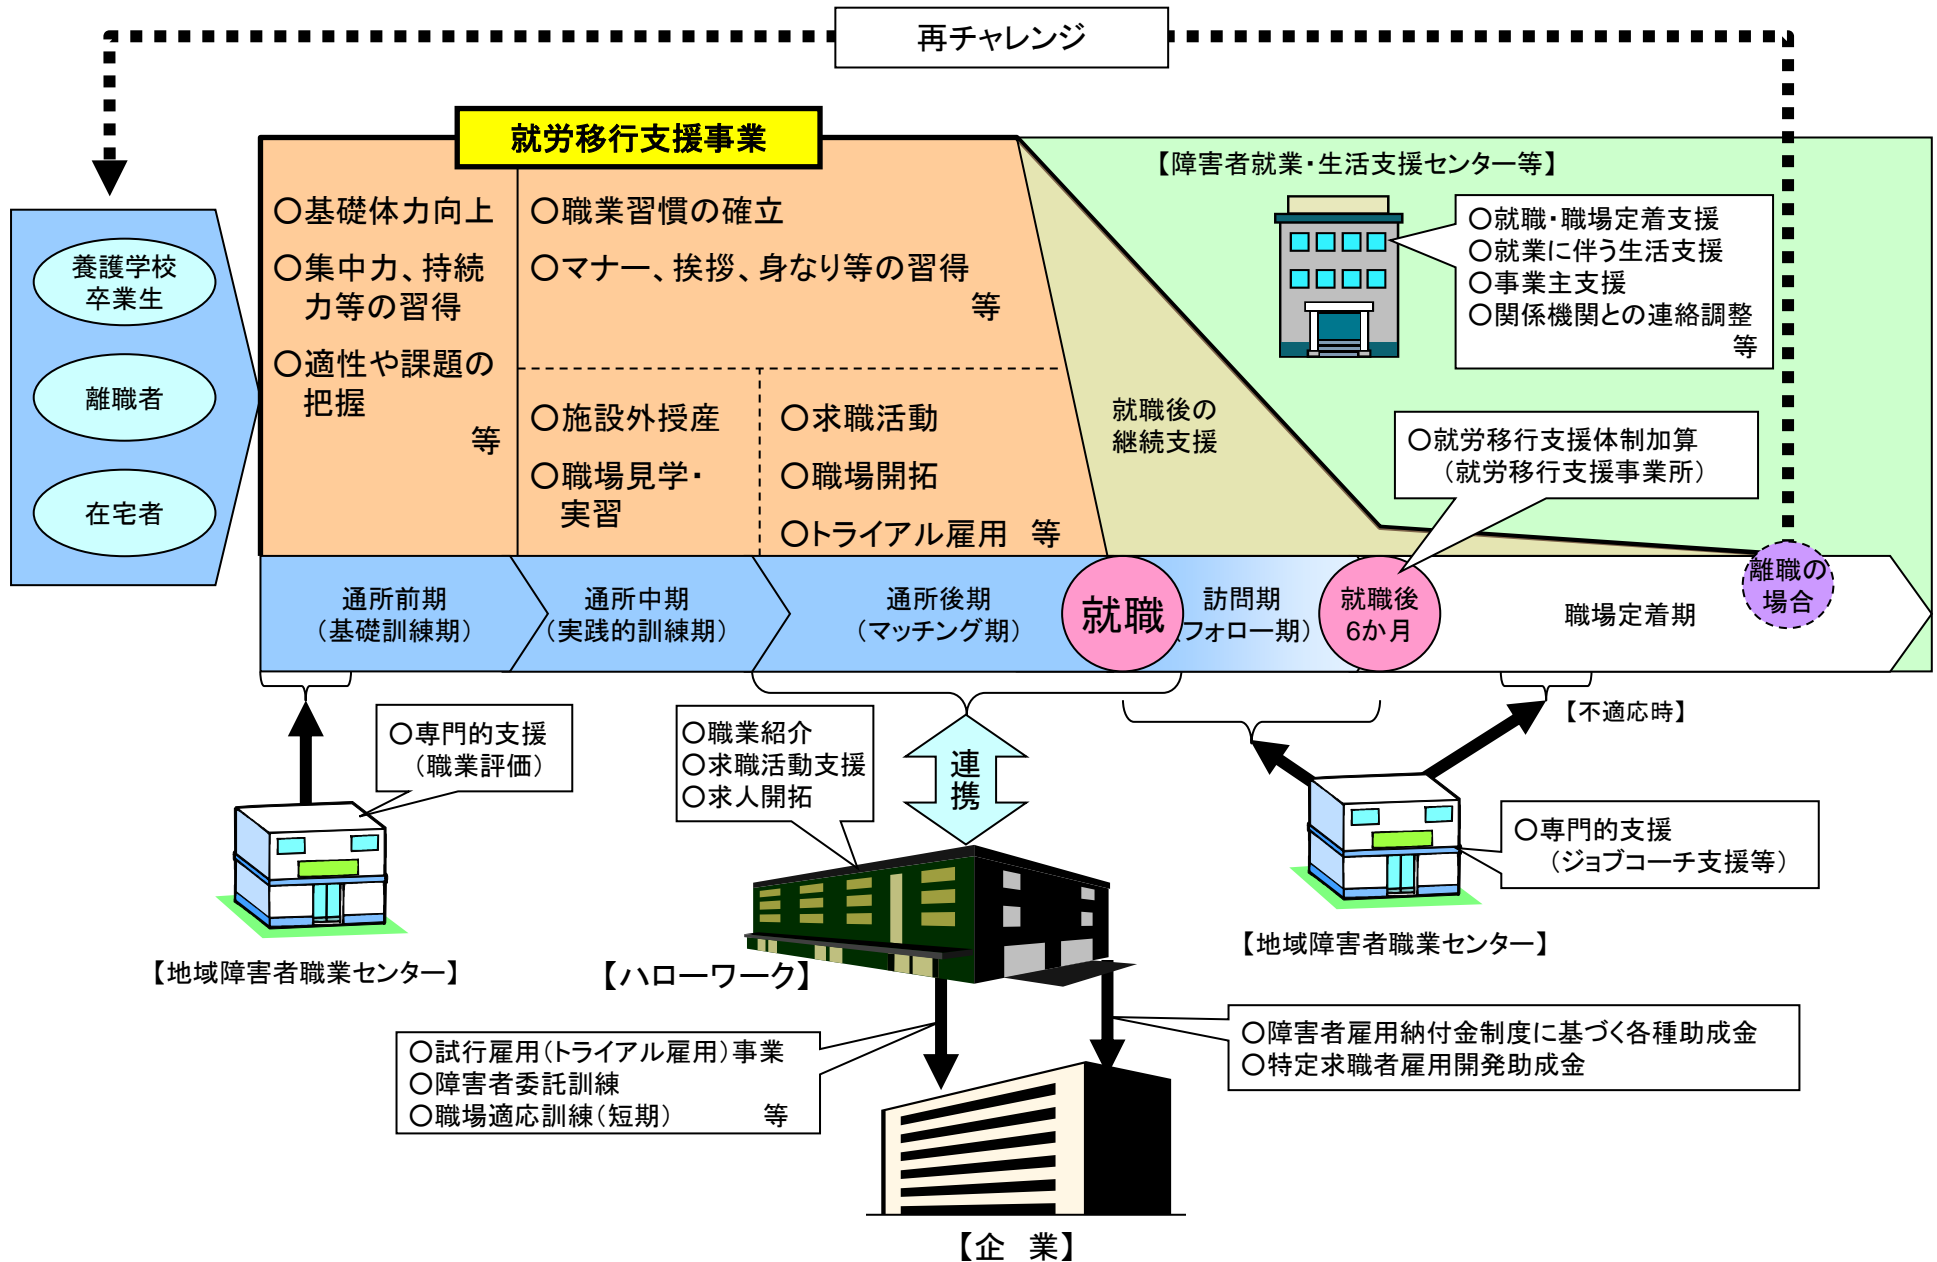 再チャレンジ
就労移行支援事業
【障害者就業・生活支援センター等】
養護学校
卒業生
離職者
在宅者
○基礎体力向上
○集中力、持続
力等の習得
○適性や課題の
把握
等
○職業習慣の確立
○マナー、挨拶、身なり等の習得
等
○施設外授産
○職場見学・
実習
○求職活動
○職場開拓
○トライアル雇用　等
就職後の
継続支援
○就職・職場定着支援
○就業に伴う生活支援
○事業主支援
○関係機関との連絡調整
等
○就労移行支援体制加算
（就労移行支援事業所）
通所前期
（基礎訓練期）
通所中期
（実践的訓練期）
通所後期
（マッチング期）
就職
訪問期
（フォロー期）
就職後
6か月
職場定着期
離職の
場合
○専門的支援
（職業評価）
【地域障害者職業センター】
○職業紹介
○求職活動支援
○求人開拓
連携
【ハローワーク】
【不適応時】
○専門的支援
（ジョブコーチ支援等）
【地域障害者職業センター】
○試行雇用（トライアル雇用）事業
○障害者委託訓練
○職場適応訓練（短期）　等
○障害者雇用納付金制度に基づく各種助成金
○特定求職者雇用開発助成金
【企　業】